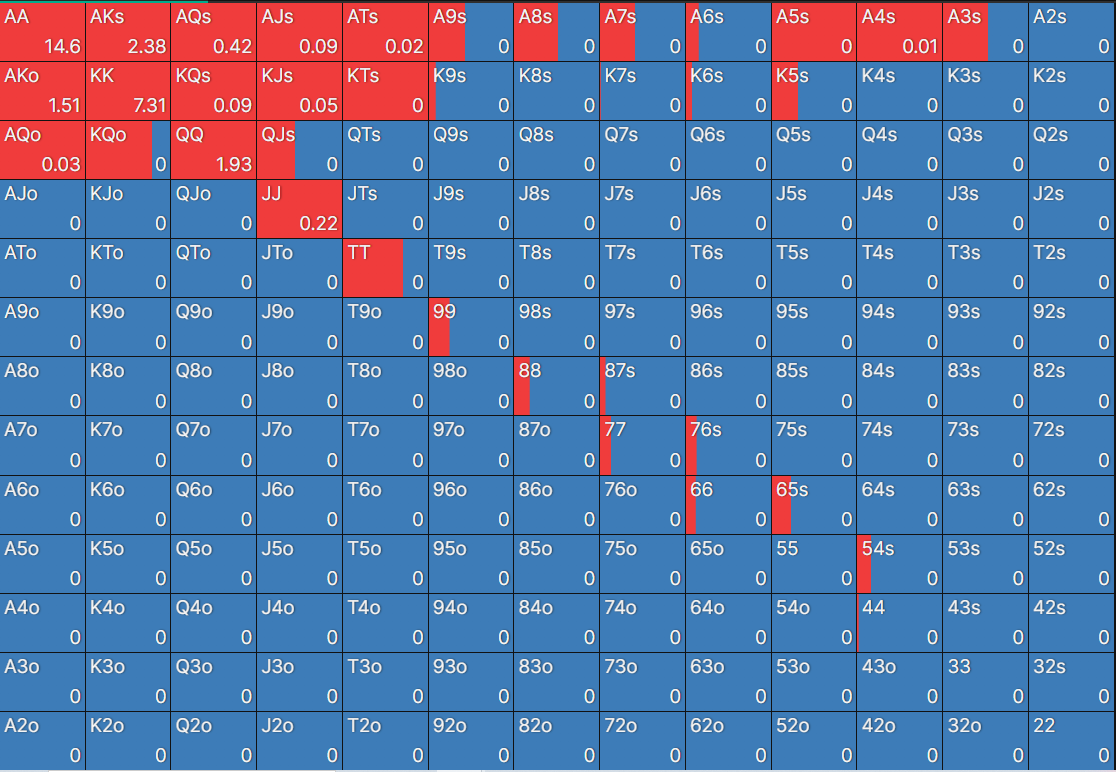 AA AKs AQs AJs ATs A9s A8s A7s A6s A5s A4s A3s A2s
14.6 2.38 0.42 0.09 0.02 0 0 0 0 0 0.01 0 0
AKo KK KQs KJs KTs K9s K8s K7s K6s K5s K4s K3s K2s
1.51 7.31 0.09 0.05 0 0 0 0 0 0 0 0 0
AQo KQo QQ QJs QTs Q9s Q8s Q7s Q6s Q5s Q4s Q3s Q2s
0.03 0 1.93 0 0 0 0 0 0 0 0 0 0
AJo KJo QJo JJ JTs J9s J8s J7s J6s J5s J4s J3s J2s
0 0 0 0.22 0 0 0 0 0 0 0 0 0
ATo KTo QTo JTo TT T9s T8s T7s T6s T5s T4s T3s T2s
0 0 0 0 0 0 0 0 0 0 0 0 0
A9o K9o Q9o J9o T9o 99 98s 97s 96s 95s 94s 93s 92s
0 0 0 0 0 0 0 0 0 0 0 0 0
A8o K8o Q8o J8o T8o 98o 88 87s 86s 85s 84s 83s 82s
0 0 0 0 0 0 0 0 0 0 0 0 0
A7o K7o Q7o J7o T7o 97o 87o 77 76s 75s 74s 73s 72s
0 0 0 0 0 0 0 0 0 0 0 0 0
A6o K6o Q6o J6o T6o 96o 86o 76o 66 65s 64s 63s 62s
0 0 0 0 0 0 0 0 0 0 0 0 0
A5o K5o Q5o J5o T5o 95o 85o 75o 65o 55 54s 53s 52s
0 0 0 0 0 0 0 0 0 0 0 0 0
A4o K4o Q4o J4o T4o 94o 84o 74o 64o 54o 44 43s 42s
0 0 0 0 0 0 0 0 0 0 0 0 0
A3o K3o Q3o J3o T3o 93o 83o 73o 63o 53o 43o 33 32s
0 0 0 0 0 0 0 0 0 0 0 0 0
A2o K2o Q2o J2o T2o 92o 82o 72o 62o 52o 42o 32o 22
0 0 0 0 0 0 0 0 0 0 0 0 0